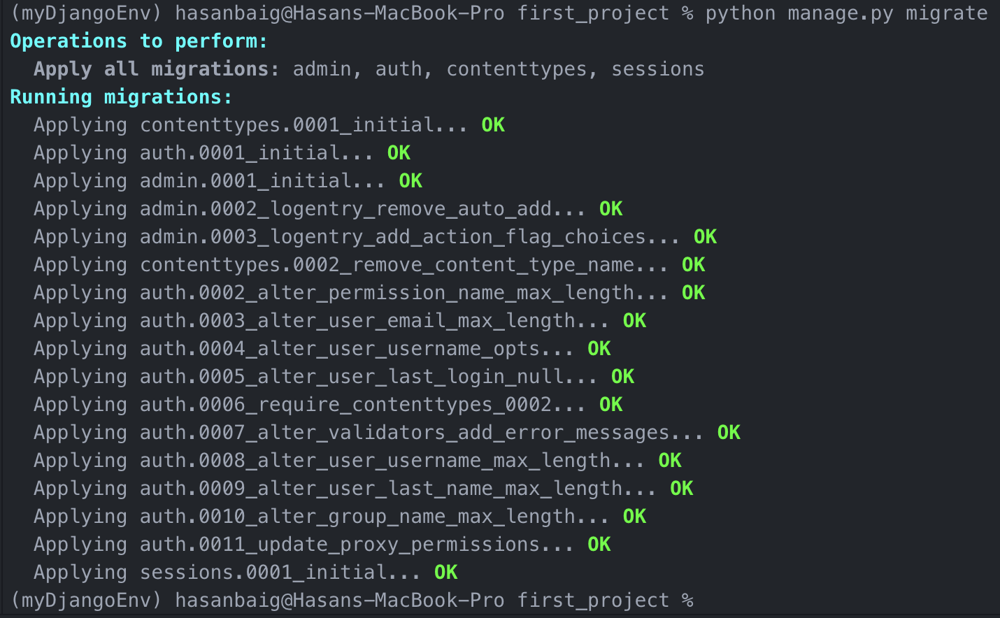 (myDjangoEnv) hasanbaig@Hasans-MacBook-Pro first_project % python manage.py migrate
Operations to perform:
  Apply all migrations: admin, auth, contenttypes, sessions
Running migrations:
  Applying contenttypes.0001_initial... OK
  Applying auth.0001_initial... OK
  Applying admin.0001_initial... OK
  Applying admin.0002_logentry_remove_auto_add... OK
  Applying admin.0003_logentry_add_action_flag_choices... OK
  Applying contenttypes.0002_remove_content_type_name... OK
  Applying auth.0002_alter_permission_name_max_length... OK
  Applying auth.0003_alter_user_email_max_length... OK
  Applying auth.0004_alter_user_username_opts... OK
  Applying auth.0005_alter_user_last_login_null... OK
  Applying auth.0006_require_contenttypes_0002... OK
  Applying auth.0007_alter_validators_add_error_messages... OK
  Applying auth.0008_alter_user_username_max_length... OK
  Applying auth.0009_alter_user_last_name_max_length... OK
  Applying auth.0010_alter_group_name_max_length... OK
  Applying auth.0011_update_proxy_permissions... OK
  Applying sessions.0001_initial... OK
(myDjangoEnv) hasanbaig@Hasans-MacBook-Pro first_project %